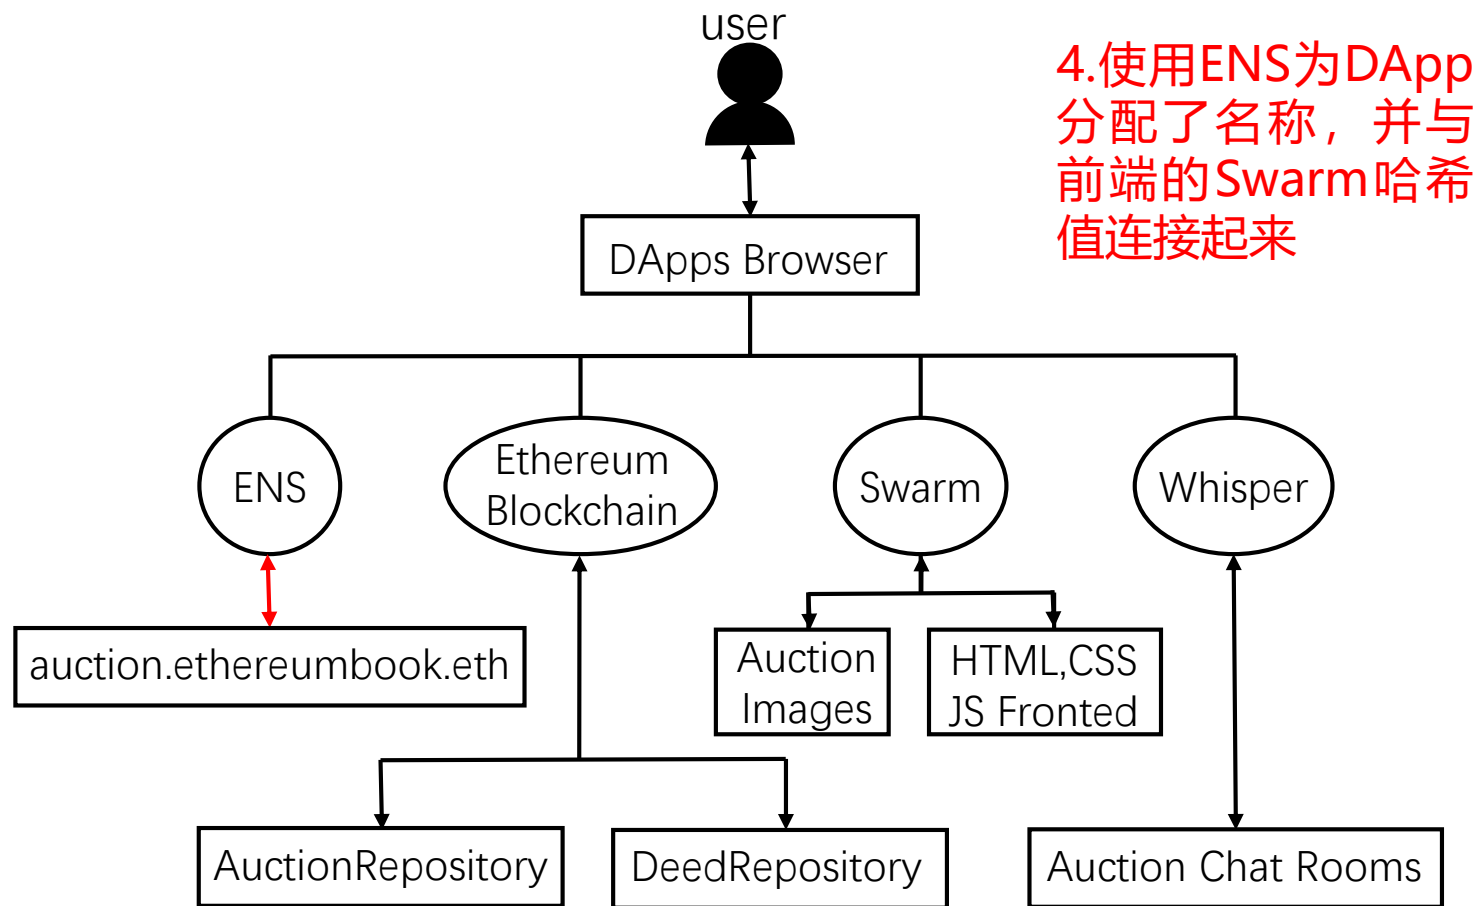 user
4.使用ENS为DApp
分配了名称，并与
前端的Swarm哈希
值连接起来
DApps Browser
ENS
Ethereum
Blockchain
Swarm
Whisper
auction.ethereumbook.eth
Auction
Images
HTML,CSS
JS Fronted
AuctionRepository
DeedRepository
Auction Chat Rooms